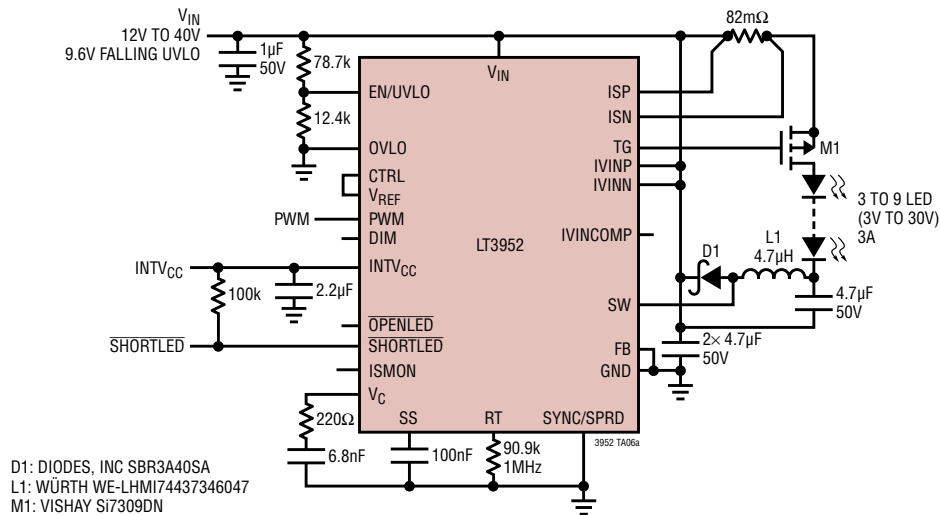 VIN
12V TO 40V
9.6V FALLING UVLO
1µF
50V
78.7k
12.4k
82mΩ
VIN
EN/UVLO
OVLO
CTRL
VREF
PWM
PWM
DIM
INTVCC
INTVCC
100k
2.2µF
OPENLED
SHORTLED
SHORTLED
ISMON
VC
220Ω
6.8nF
SS
100nF
RT
90.9k
1MHz
SYNC/SPRD
LT3952
ISP
ISN
TG
IVINP
IVINN
IVINCOMP
SW
FB
GND
M1
3 TO 9 LED
(3V TO 30V)
3A
D1
L1
4.7µH
4.7µF
50V
2× 4.7µF
50V
3952 TA06a
D1: DIODES, INC SBR3A40SA
L1: WÜRTH WE-LHMI74437346047
M1: VISHAY Si7309DN